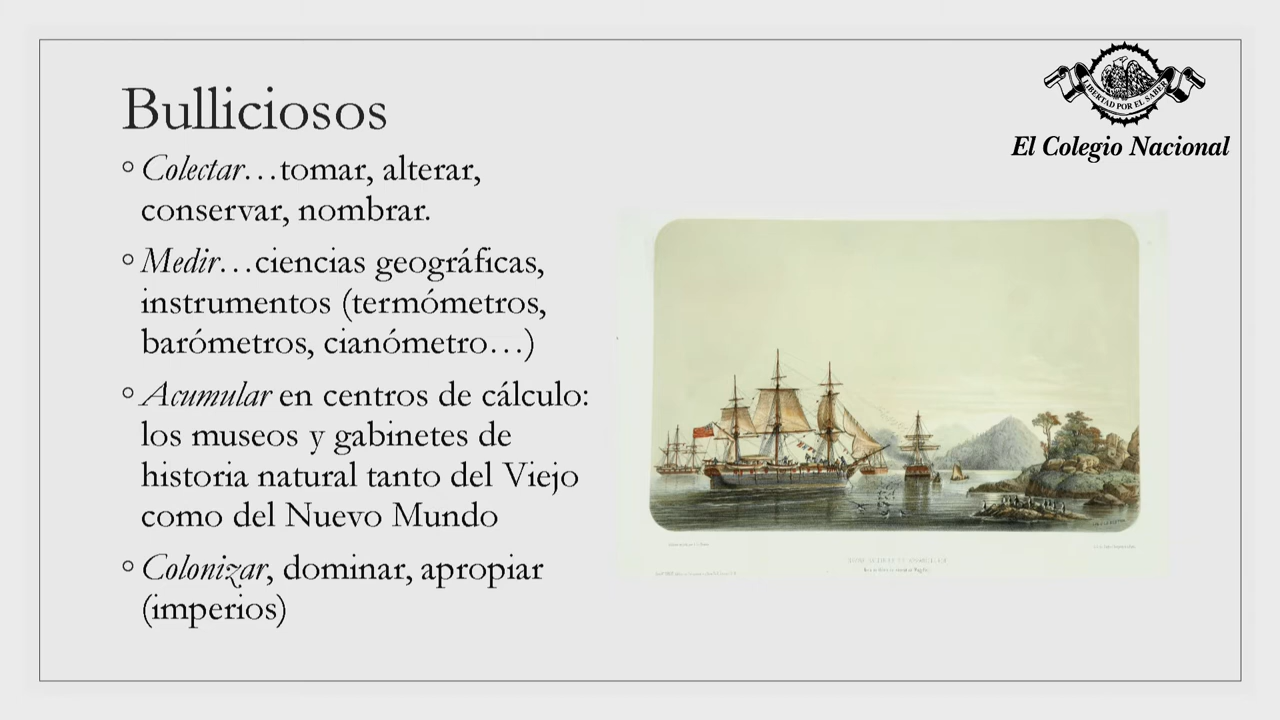 Bulliciosos
LIBERTAD POR EL SABER
El Colegio Nacional
° Colectar…tomar, alterar,
conservar, nombrar.
° Medir…ciencias geográficas,
instrumentos (termómetros,
barómetros, cianómetro…)
° Acumular en centros de cálculo:
los museos y gabinetes de
historia natural tanto del Viejo
como del Nuevo Mundo
° Colonizar, dominar, apropiar
(imperios)